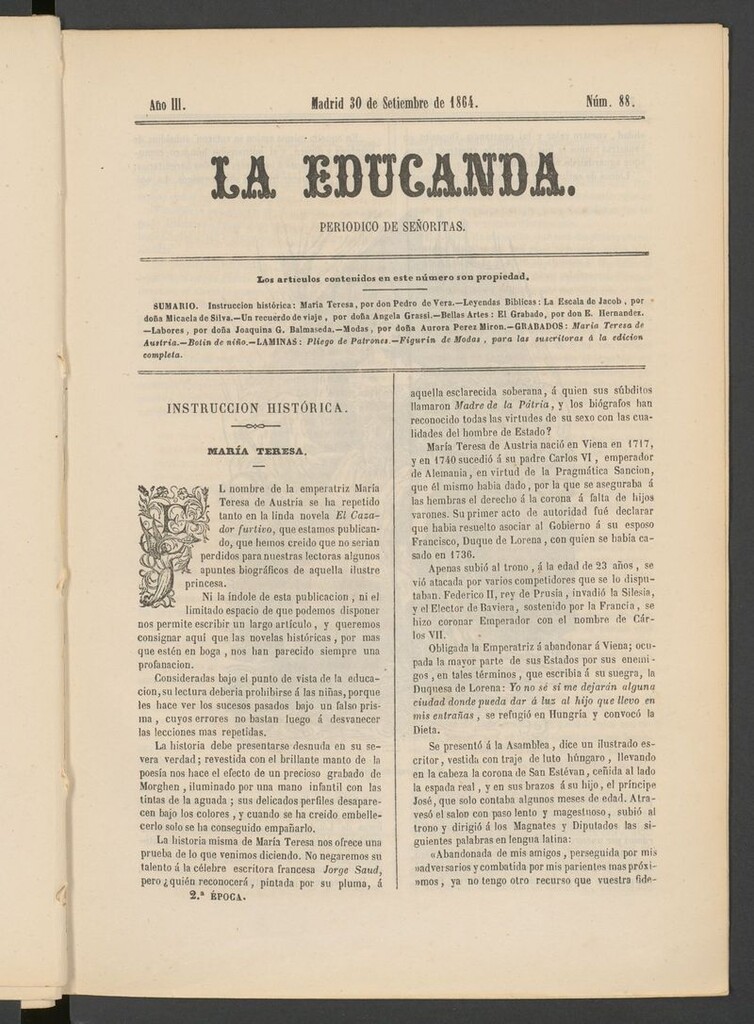 Año III.
Madrid 30 de Setiembre de 1864.
Núm. 88.
LA EDUCANDA.
PERIODICO DE SEÑORITAS.
Los artículos contenidos en este número son propiedad.
SUMARIO. Instruccion histórica: María Teresa, por don Pedro de Vera.—Leyendas Bíblicas: La Escala de Jacob, por
doña Micaela de Silva.—Un recuerdo de viaje, por doña Angela Grassi.—Bellas Artes: El Grabado, por don E. Hernandez.
—Labores, por doña Joaquina G. Balmaseda.—Modas, por doña Aurora Perez Miron.—GRABADOS: María Teresa de
Austria.—Botin de niño.—LAMINAS: Pliego de Patrones.—Figurin de Modas, para las suscritoras á la edicion
completa.
INSTRUCCION HISTÓRICA.
MARÍA TERESA.
EL nombre de la emperatriz María
Teresa de Austria se ha repetido
tanto en la linda novela El Caza-
dor furtivo, que estamos publican-
do, que hemos creido que no serian
perdidos para nuestras lectoras algunos
apuntes biográficos de aquella ilustre
princesa.
Ni la índole de esta publicacion, ni el
limitado espacio de que podemos disponer
nos permite escribir un largo artículo, y queremos
consignar aquí que las novelas históricas, por mas
que estén en boga, nos han parecido siempre una
profanacion.
Consideradas bajo el punto de vista de la educa-
cion, su lectura deberia prohibirse á las niñas, porque
les hace ver los sucesos pasados bajo un falso pris-
ma, cuyos errores no bastan luego á desvanecer
las lecciones mas repetidas.
La historia debe presentarse desnuda en su se-
vera verdad; revestida con el brillante manto de la
poesía nos hace el efecto de un precioso grabado de
Morghen, iluminado por una mano infantil con las
tintas de la aguada; sus delicados perfiles desapare-
cen bajo los colores, y cuando se ha creido embelle-
cerlo solo se ha conseguido empañarlo.
La historia misma de María Teresa nos ofrece una
prueba de lo que venimos diciendo. No negaremos su
talento á la célebre escritora francesa Jorge Sand,
pero ¿quién reconocerá, pintada por su pluma, á
2.ª ÉPOCA.
aquella esclarecida soberana, á quien sus súbditos
llamaron Madre de la Pátria, y los biógrafos han
reconocido todas las virtudes de su sexo con las cua-
lidades del hombre de Estado?
María Teresa de Austria nació en Viena en 1717,
y en 1740 sucedió á su padre Carlos VI, emperador
de Alemania, en virtud de la Pragmática Sancion,
que él mismo habia dado, por la que se aseguraba á
las hembras el derecho á la corona á falta de hijos
varones. Su primer acto de autoridad fué declarar
que habia resuelto asociar al Gobierno á su esposo
Francisco, Duque de Lorena, con quien se habia ca-
sado en 1736.
Apenas subió al trono, á la edad de 23 años, se
vió atacada por varios competidores que se lo dispu-
taban. Federico II, rey de Prusia, invadió la Silesia,
y el Elector de Baviera, sostenido por la Francia, se
hizo coronar Emperador con el nombre de Cár-
los VII.
Obligada la Emperatriz á abandonar á Viena; ocu-
pada la mayor parte de sus Estados por sus enemi-
gos, en tales términos, que escribia á su suegra, la
Duquesa de Lorena: Yo no sé si me dejarán alguna
ciudad donde pueda dar á luz al hijo que llevo en
mis entrañas, se refugió en Hungría y convocó la
Dieta.
Se presentó á la Asamblea, dice un ilustrado es-
critor, vestida con traje de luto húngaro, llevando
en la cabeza la corona de San Estévan, ceñida al lado
la espada real, y en sus brazos á su hijo, el príncipe
José, que solo contaba algunos meses de edad. Atra-
vesó el salon con paso lento y magestuoso, subió al
trono y dirigió á los Magnates y Diputados las si-
guientes palabras en lengua latina:
«Abandonada de mis amigos, perseguida por mis
»adversarios y combatida por mis parientes mas próxi-
»mos, ya no tengo otro recurso que vuestra fide-